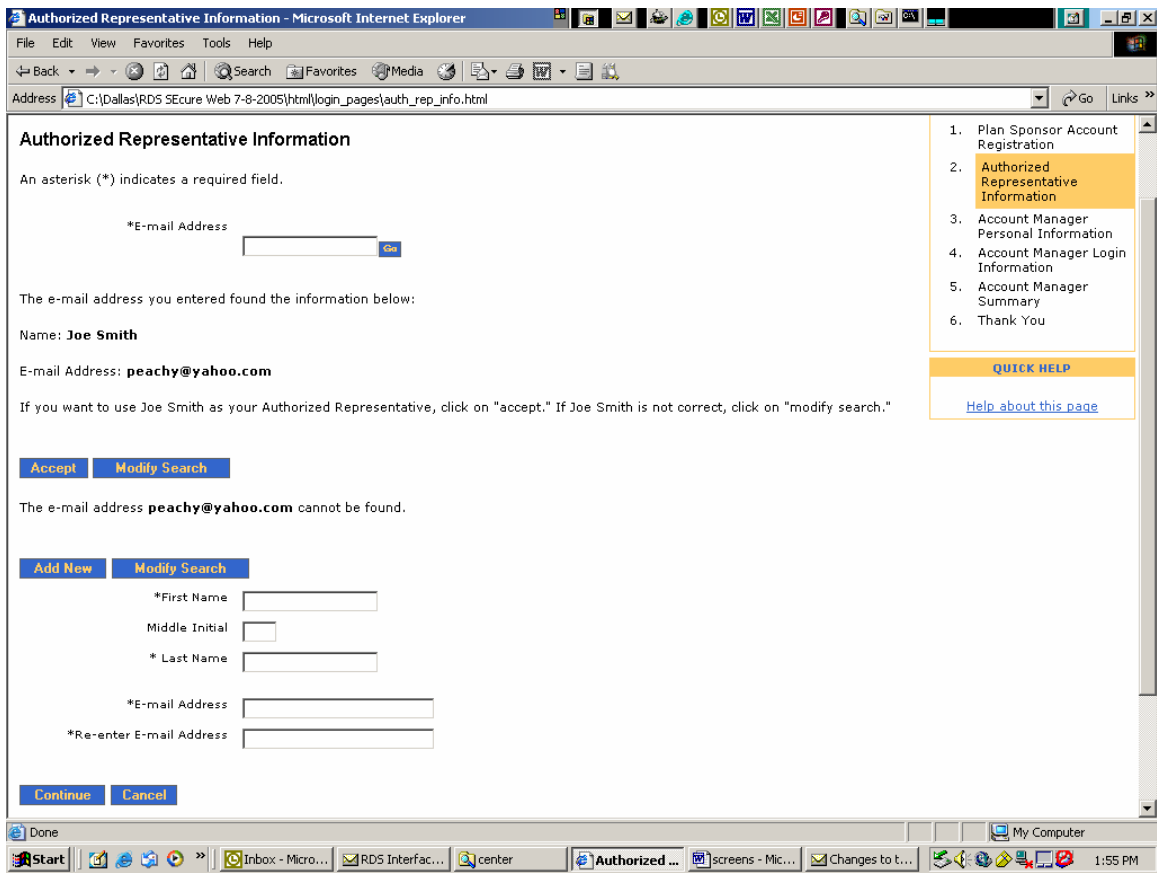 Authorized Representative Information - Microsoft Internet Explorer
File Edit View Favorites Tools Help
Back Search Favorites Media
Address C:\Dallas\RDS SEcure Web 7-8-2005\html\login_pages\auth_rep_info.html Go Links »
Authorized Representative Information
An asterisk (*) indicates a required field.
*E-mail Address
Go
The e-mail address you entered found the information below:
Name: Joe Smith
E-mail Address: peachy@yahoo.com
If you want to use Joe Smith as your Authorized Representative, click on "accept." If Joe Smith is not correct, click on "modify search."
Accept Modify Search
The e-mail address peachy@yahoo.com cannot be found.
Add New Modify Search
*First Name
Middle Initial
* Last Name
*E-mail Address
*Re-enter E-mail Address
Continue Cancel
1. Plan Sponsor Account
Registration
2. Authorized
Representative
Information
3. Account Manager
Personal Information
4. Account Manager Login
Information
5. Account Manager
Summary
6. Thank You
QUICK HELP
Help about this page
Done My Computer
Start » Inbox - Micro... RDS Interfac... center Authorized ... screens - Mic... Changes to t... 1:55 PM